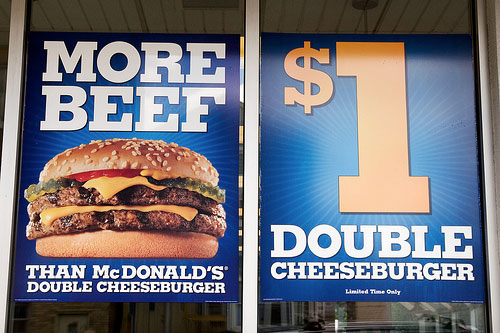 MORE
BEEF
THAN McDONALD'S®
DOUBLE CHEESEBURGER
$1
DOUBLE
CHEESEBURGER
Limited Time Only